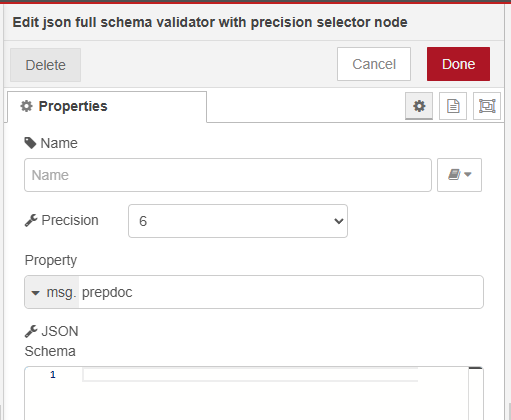 Edit json full schema validator with precision selector node
Delete
Cancel
Done
Properties
Name
Name
Precision
6
Property
msg. prepdoc
JSON
Schema
1